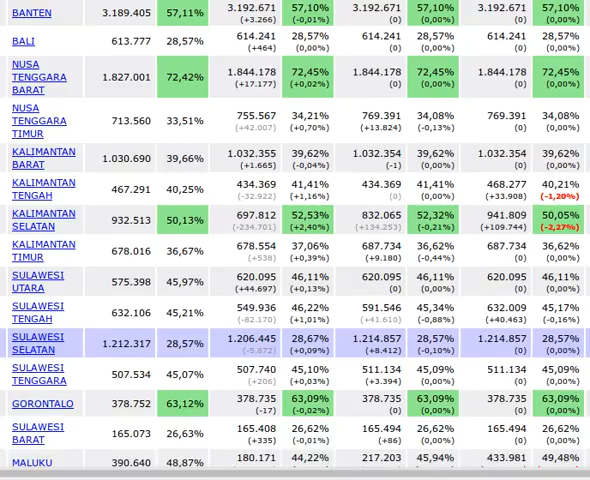 BANTEN 3.189.405 57,11% 3.192.671 57,10% 3.192.671 57,10% 3.192.671 57,10%
(+3.266) (-0,01%) (0) (0,00%) (0) (0,00%)
BALI 613.777 28,57% 614.241 28,57% 614.241 28,57% 614.241 28,57%
(+464) (0,00%) (0) (0,00%) (0) (0,00%)
NUSA
TENGGARA 1.827.001 72,42% 1.844.178 72,45% 1.844.178 72,45% 1.844.178 72,45%
BARAT (+17.177) (+0,02%) (0) (0,00%) (0) (0,00%)
NUSA
TENGGARA 713.560 33,51% 755.567 34,21% 769.391 34,08% 769.391 34,08%
TIMUR (+42.007) (+0,70%) (+13.824) (-0,13%) (0) (0,00%)
KALIMANTAN 1.030.690 39,66% 1.032.355 39,62% 1.032.354 39,62% 1.032.354 39,62%
BARAT (+1.665) (-0,04%) (-1) (0,00%) (0) (0,00%)
KALIMANTAN 467.291 40,25% 434.369 41,41% 434.369 41,41% 468.277 40,21%
TENGAH (-32.922) (+1,16%) (0) (0,00%) (+33.908) (-1,20%)
KALIMANTAN 932.513 50,13% 697.812 52,53% 832.065 52,32% 941.809 50,05%
SELATAN (-234.701) (+2,40%) (+134.253) (-0,21%) (+109.744) (-2,27%)
KALIMANTAN 678.016 36,67% 678.554 37,06% 687.734 36,62% 687.734 36,62%
TIMUR (+538) (+0,39%) (+9.180) (-0,44%) (0) (0,00%)
SULAWESI 575.398 45,97% 620.095 46,11% 620.095 46,11% 620.095 46,11%
UTARA (+44.697) (+0,13%) (0) (0,00%) (0) (0,00%)
SULAWESI 632.106 45,21% 549.936 46,22% 591.546 45,34% 632.009 45,17%
TENGAH (-82.170) (+1,01%) (+41.610) (-0,88%) (+40.463) (-0,16%)
SULAWESI 1.212.317 28,57% 1.206.445 28,67% 1.214.857 28,57% 1.214.857 28,57%
SELATAN (-5.872) (+0,09%) (+8.412) (-0,10%) (0) (0,00%)
SULAWESI 507.534 45,07% 507.740 45,10% 511.134 45,09% 511.134 45,09%
TENGGARA (+206) (+0,03%) (+3.394) (0,00%) (0) (0,00%)
GORONTALO 378.752 63,12% 378.735 63,09% 378.735 63,09% 378.735 63,09%
(-17) (-0,02%) (0) (0,00%) (0) (0,00%)
SULAWESI 165.073 26,63% 165.408 26,62% 165.494 26,62% 165.494 26,62%
BARAT (+335) (-0,01%) (+86) (0,00%) (0) (0,00%)
MALUKU 390.640 48,87% 180.171 44,22% 217.203 45,94% 433.981 49,48%